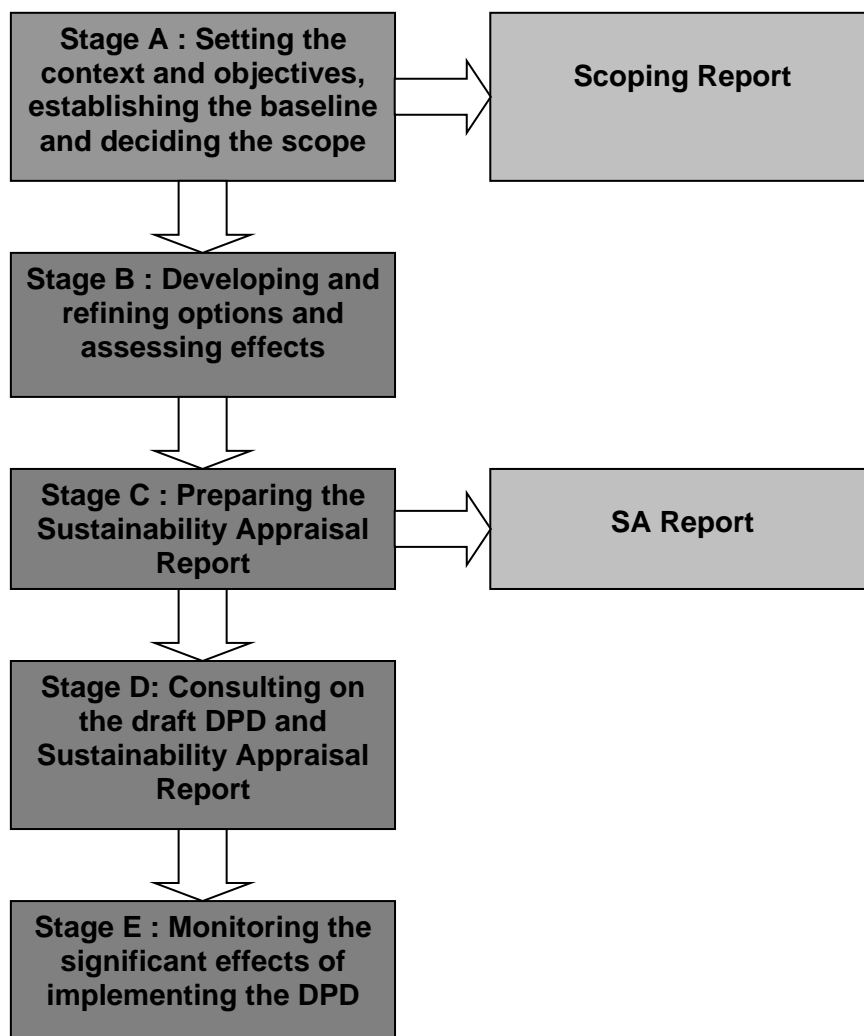 Stage A : Setting the
context and objectives,
establishing the baseline
and deciding the scope
Scoping Report
Stage B : Developing and
refining options and
assessing effects
Stage C : Preparing the
Sustainability Appraisal
Report
SA Report
Stage D: Consulting on
the draft DPD and
Sustainability Appraisal
Report
Stage E : Monitoring the
significant effects of
implementing the DPD